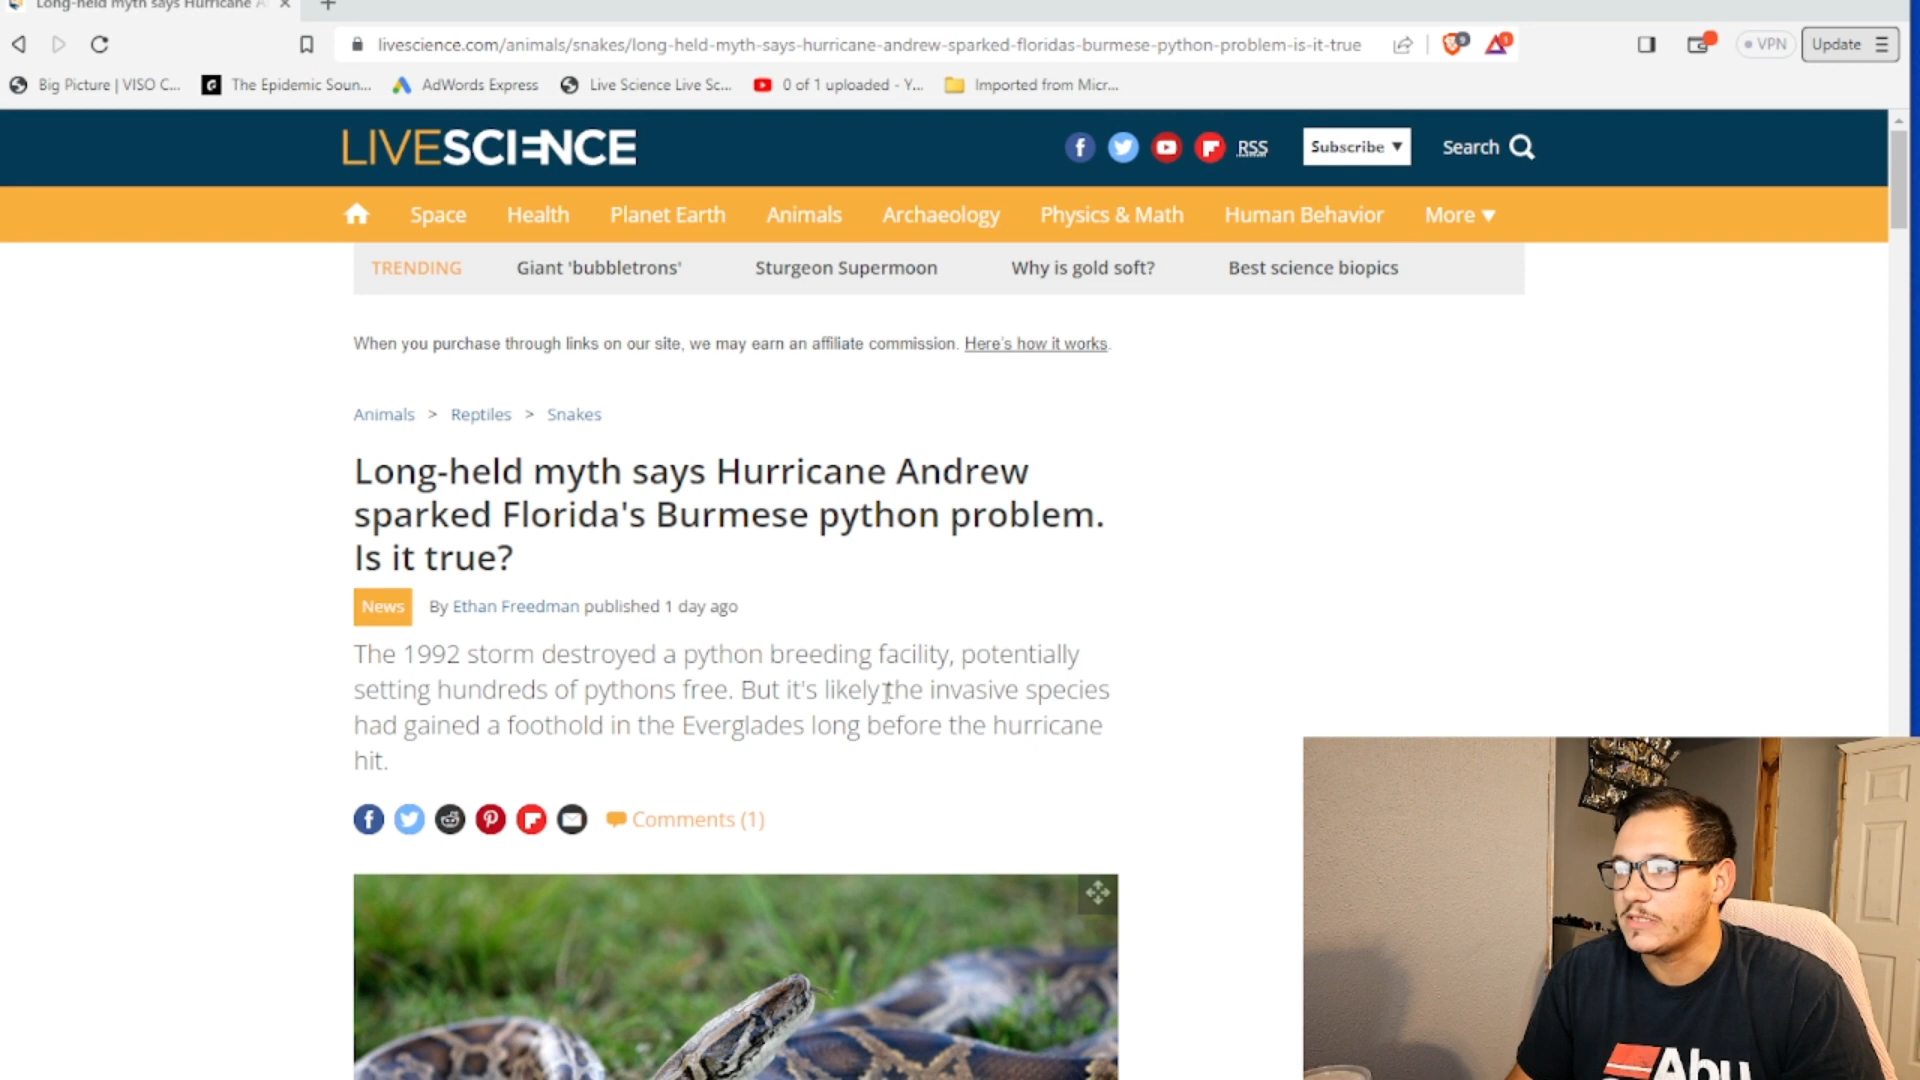 Long-held myth says Hurricane A
livescience.com/animals/snakes/long-held-myth-says-hurricane-andrew-sparked-floridas-burmese-python-problem-is-it-true
9
1
VPN
Update
Big Picture | VISO C...
The Epidemic Soun...
AdWords Express
Live Science Live Sc...
0 of 1 uploaded - Y...
Imported from Micr...
LIVESCIENCE
RSS
Subscribe ▼
Search
Space
Health
Planet Earth
Animals
Archaeology
Physics & Math
Human Behavior
More ▼
TRENDING
Giant 'bubbletrons'
Sturgeon Supermoon
Why is gold soft?
Best science biopics
When you purchase through links on our site, we may earn an affiliate commission. Here's how it works.
Animals > Reptiles > Snakes
Long-held myth says Hurricane Andrew
sparked Florida's Burmese python problem.
Is it true?
News
By Ethan Freedman published 1 day ago
The 1992 storm destroyed a python breeding facility, potentially
setting hundreds of pythons free. But it's likely the invasive species
had gained a foothold in the Everglades long before the hurricane
hit.
Comments (1)
Abu